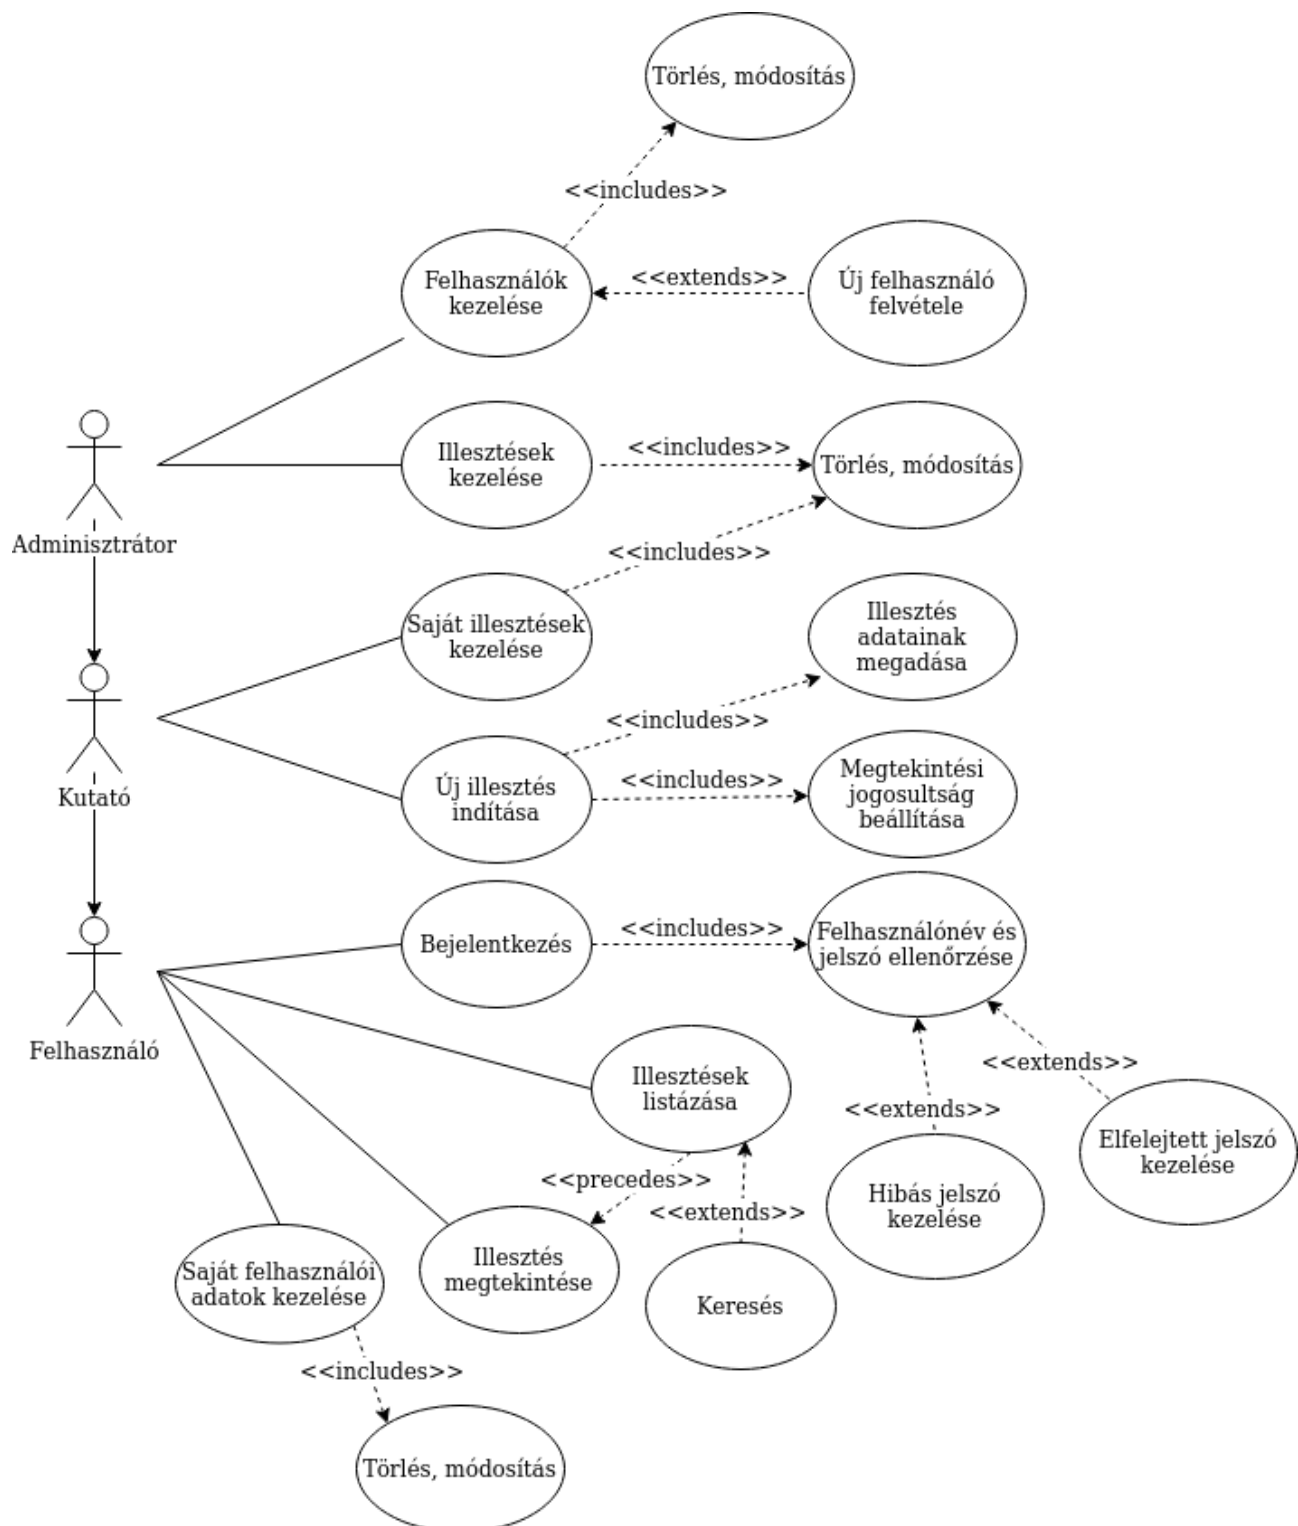 Törlés, módosítás
<<includes>>
Felhasználók
kezelése
<<extends>>
Új felhasználó
felvétele
Adminisztrátor
Illesztések
kezelése
<<includes>>
Törlés, módosítás
<<includes>>
Saját illesztések
kezelése
Illesztés
adatainak
megadása
<<includes>>
Kutató
Új illesztés
indítása
<<includes>>
Megtekintési
jogosultság
beállítása
Felhasználó
Bejelentkezés
<<includes>>
Felhasználónév és
jelszó ellenőrzése
Illesztések
listázása
<<extends>>
<<extends>>
Elfelejtett jelszó
kezelése
<<precedes>>
<<extends>>
Hibás jelszó
kezelése
Saját felhasználói
adatok kezelése
Illesztés
megtekintése
Keresés
<<includes>>
Törlés, módosítás